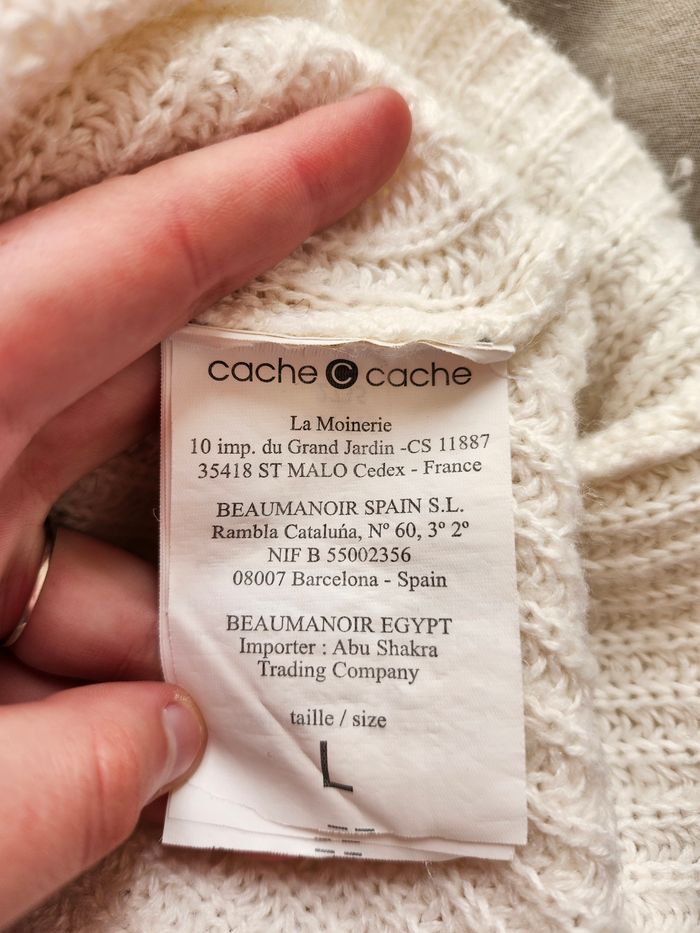 cache C cache
La Moinerie
10 imp. du Grand Jardin -CS 11887
35418 ST MALO Cedex - France
BEAUMANOIR SPAIN S.L.
Rambla Cataluńa, Nº 60, 3º 2º
NIF B 55002356
08007 Barcelona - Spain
BEAUMANOIR EGYPT
Importer : Abu Shakra
Trading Company
taille / size
L